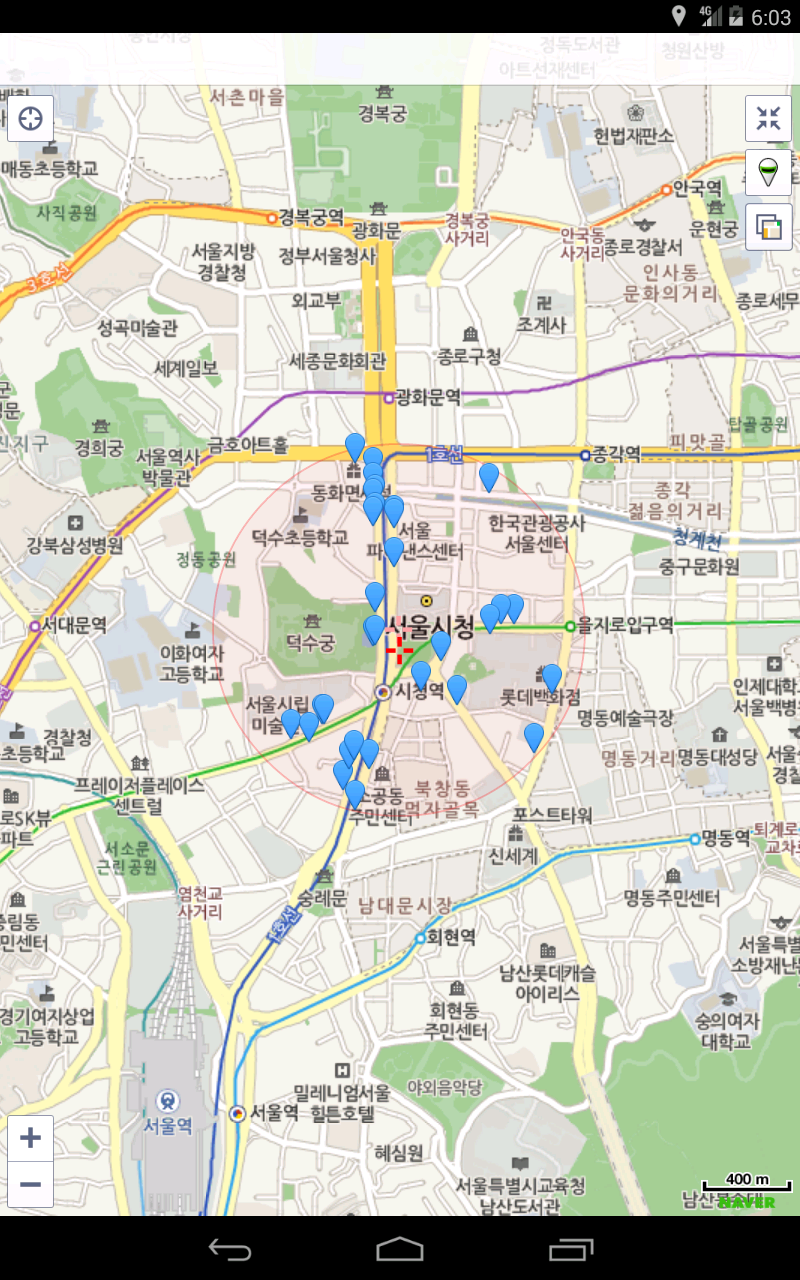 4G 6:03
정독도서관
아트선재센터
청원산방
서촌마을
경복궁
헌법재판소
매동초등학교
안국역
사직공원
경복궁역
광화문
경복궁
사거리
안국동
사거리
운현궁
종로경찰서
서울지방
경찰청
정부서울청사
3호선
인사동
문화의거리
외교부
종로세무
조계사
성곡미술관
세종문화회관
종로구청
세계일보
광화문역
탑골공원
경희궁
서울역사
박물관
금호아트홀
1호선
종각역
피맛골
동화면세점
종각
젊음의거리
강북삼성병원
덕수초등학교
서울
파이낸스센터
한국관광공사
서울센터
청계천
정동공원
중구문화원
서대문역
덕수궁
서울시청
을지로입구역
이화여자
고등학교
시청역
롯데백화점
인제대학
서울백병
서울시립
미술관
명동예술극장
경찰청
명동거리
명동대성당
초등학교
프레이저플레이스
센트럴
소공동
주민센터
북창동
먹자골목
포스트타워
로SK뷰
파트
서소문
근린공원
신세계
명동역
퇴계로
교차로
염천교
사거리
숭례문
남대문시장
명동주민센터
중림동
민센터
1호선
회현역
서울특별
소방재난
남산롯데캐슬
아이리스
경기여자상업
고등학교
회현동
주민센터
숭의여자
대학교
밀레니엄서울
힐튼호텔
야외음악당
서울역
서울역
혜심원
서울특별시교육청
남산도서관
400 m
NAVER